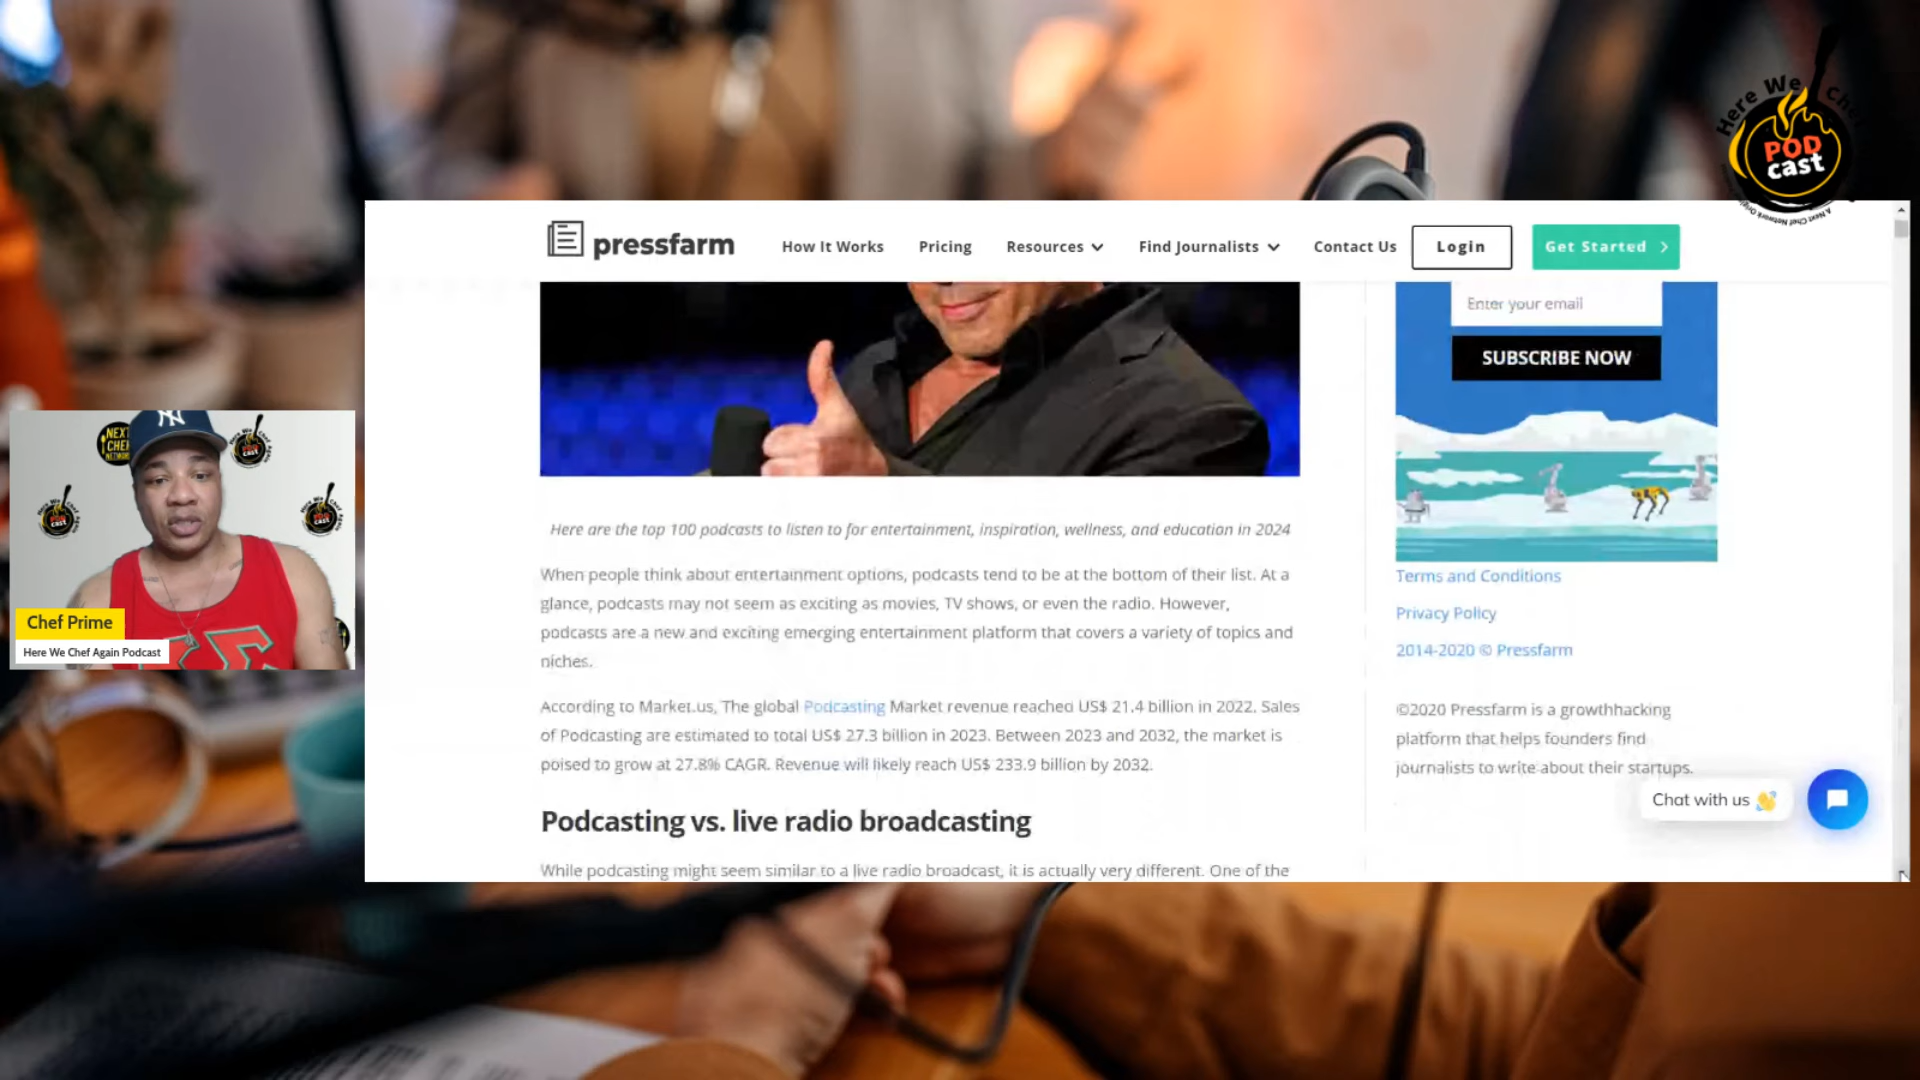 Here We Chef
POD
cast
pressfarm
How It Works
Pricing
Resources
Find Journalists
Contact Us
Login
Get Started
Enter your email
SUBSCRIBE NOW
NEXT
CHEF
NETWORK
NY
Chef Prime
Here We Chef Again Podcast
Here are the top 100 podcasts to listen to for entertainment, inspiration, wellness, and education in 2024
When people think about entertainment options, podcasts tend to be at the bottom of their list. At a
glance, podcasts may not seem as exciting as movies, TV shows, or even the radio. However,
podcasts are a new and exciting emerging entertainment platform that covers a variety of topics and
niches.
According to Market.us, The global Podcasting Market revenue reached US$ 21.4 billion in 2022. Sales
of Podcasting are estimated to total US$ 27.3 billion in 2023. Between 2023 and 2032, the market is
poised to grow at 27.8% CAGR. Revenue will likely reach US$ 233.9 billion by 2032.
Podcasting vs. live radio broadcasting
While podcasting might seem similar to a live radio broadcast, it is actually very different. One of the
Terms and Conditions
Privacy Policy
2014-2020 © Pressfarm
©2020 Pressfarm is a growthhacking
platform that helps founders find
journalists to write about their startups.
Chat with us 👋